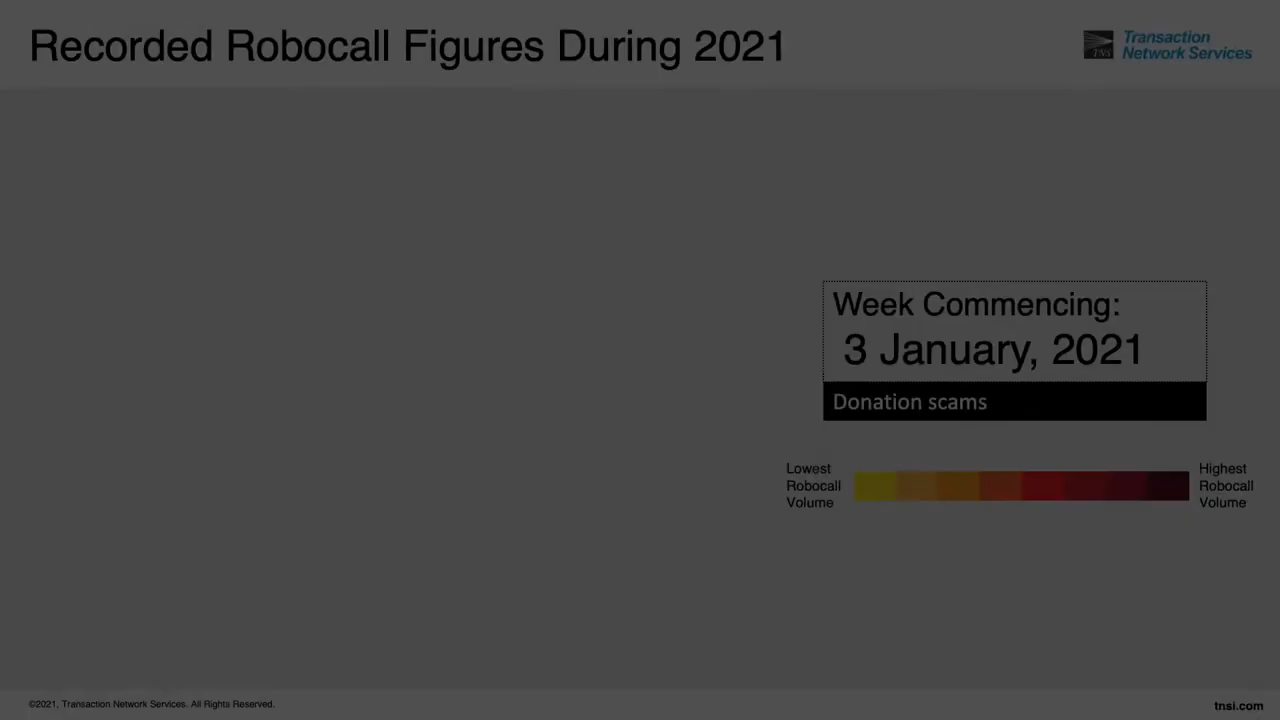 Recorded Robocall Figures During 2021
TNS
Transaction
Network Services
Week Commencing:
3 January, 2021
Donation scams
Lowest
Robocall
Volume
Highest
Robocall
Volume
©2021, Transaction Network Services. All Rights Reserved.
tnsi.com